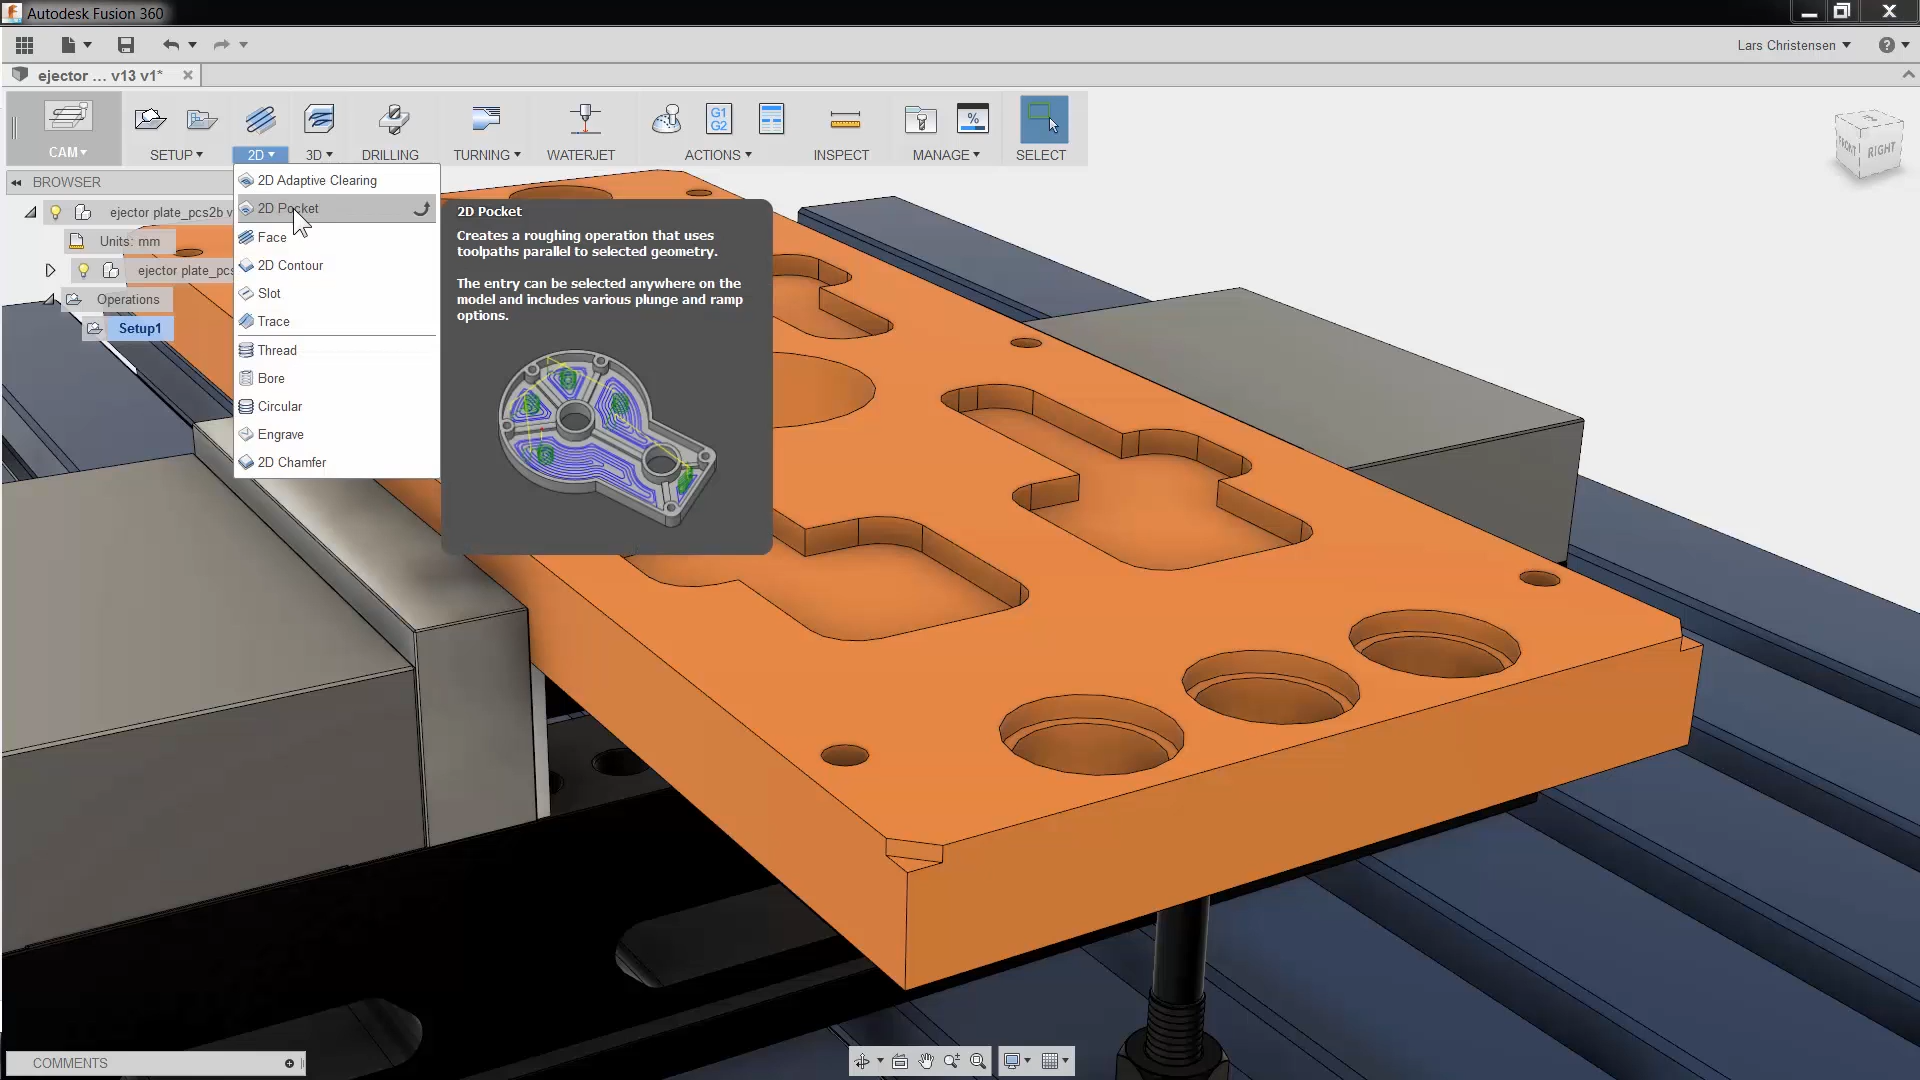 Autodesk Fusion 360
Lars Christensen
ejector ... v13 v1*
CAM
G1
G2
%
SETUP
2D
3D
DRILLING
TURNING
WATERJET
ACTIONS
INSPECT
MANAGE
SELECT
FRONT
RIGHT
BROWSER
ejector plate_pcs2b v
Units: mm
ejector plate_pcs
Operations
Setup1
2D Adaptive Clearing
2D Pocket
Face
2D Contour
Slot
Trace
Thread
Bore
Circular
Engrave
2D Chamfer
2D Pocket
Creates a roughing operation that uses
toolpaths parallel to selected geometry.
The entry can be selected anywhere on the
model and includes various plunge and ramp
options.
COMMENTS